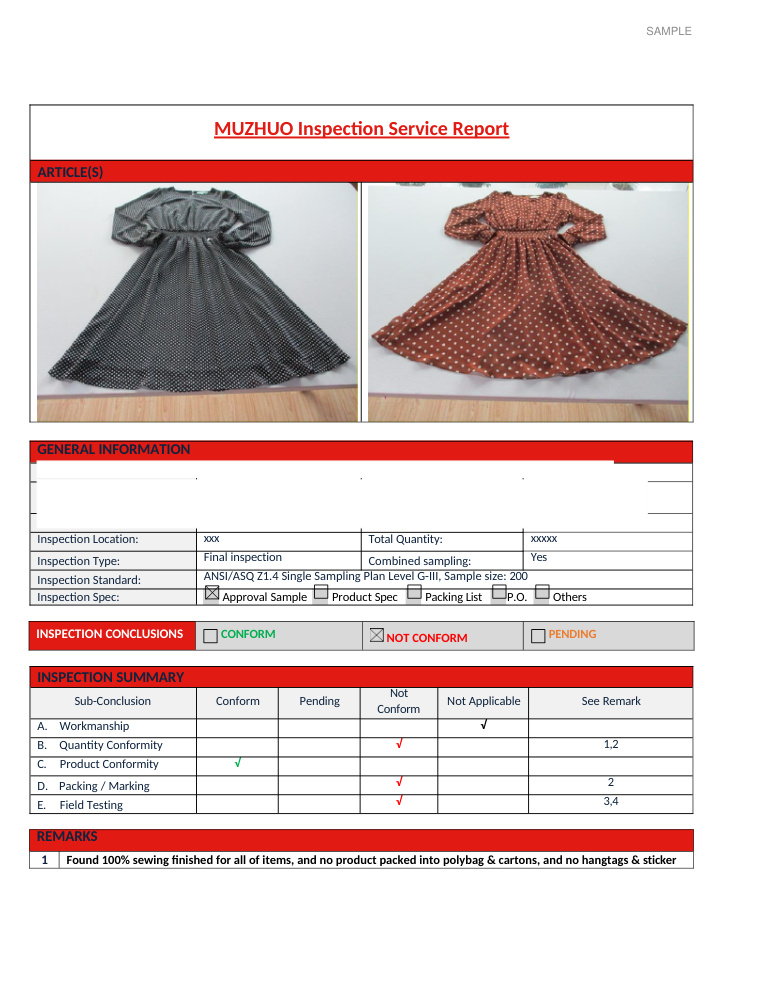 SAMPLE
MUZHUO Inspection Service Report
ARTICLE(S)
GENERAL INFORMATION
Inspection Location: xxx Total Quantity: xxxxx
Inspection Type: Final inspection Combined sampling: Yes
Inspection Standard: ANSI/ASQ Z1.4 Single Sampling Plan Level G-III, Sample size: 200
Inspection Spec: ☒ Approval Sample ☐ Product Spec ☐ Packing List ☐ P.O. ☐ Others
INSPECTION CONCLUSIONS ☐ CONFORM ☒ NOT CONFORM ☐ PENDING
INSPECTION SUMMARY
Sub-Conclusion Conform Pending Not Conform Not Applicable See Remark
A. Workmanship √
B. Quantity Conformity √ 1,2
C. Product Conformity √
D. Packing / Marking √ 2
E. Field Testing √ 3,4
REMARKS
1 Found 100% sewing finished for all of items, and no product packed into polybag & cartons, and no hangtags & sticker